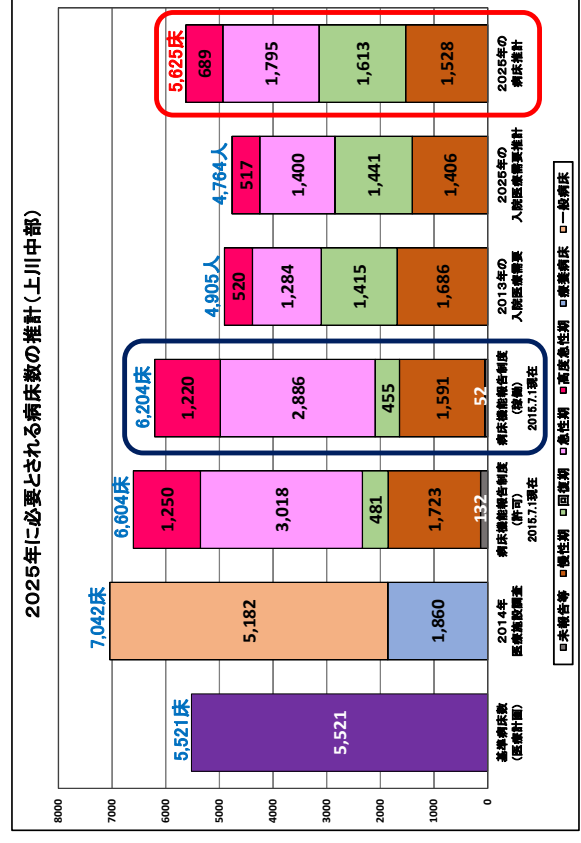 2025年に必要とされる病床数の推計(上川中部)
8000
7000
6000
5000
4000
3000
2000
1000
0
5,521床
5,521
基準病床数
(医療計画)
7,042床
5,182
1,860
2014年
医療施設調査
6,604床
1,250
3,018
481
1,723
132
病床機能報告制度
(許可)
2015.7.1現在
6,204床
1,220
2,886
455
1,591
52
病床機能報告制度
(稼働)
2015.7.1現在
4,905人
520
1,284
1,415
1,686
2013年の
入院医療需要
4,764人
517
1,400
1,441
1,406
2025年の
入院医療需要推計
5,625床
689
1,795
1,613
1,528
2025年の
病床推計
未報告等 慢性期 回復期 急性期 高度急性期 療養病床 一般病床